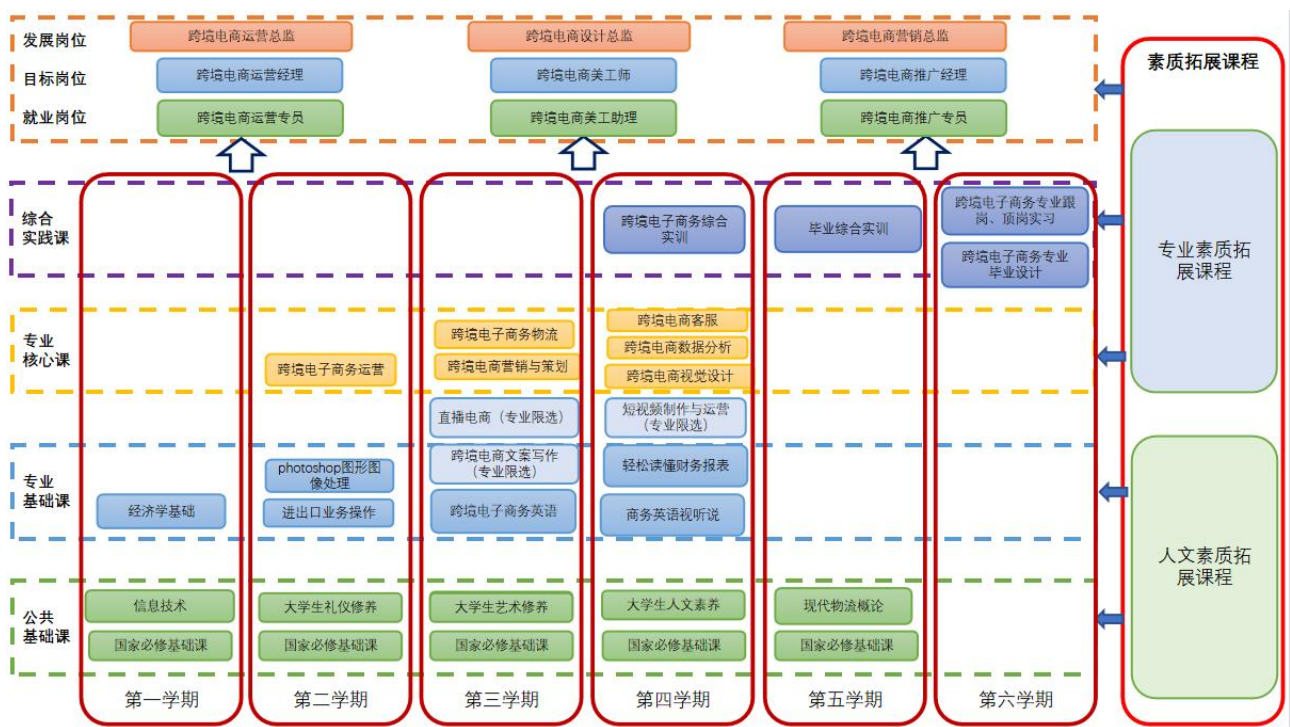 发展岗位
跨境电商运营总监
跨境电商设计总监
跨境电商营销总监
目标岗位
跨境电商运营经理
跨境电商美工师
跨境电商推广经理
就业岗位
跨境电商运营专员
跨境电商美工助理
跨境电商推广专员
综合
实践课
跨境电子商务综合
实训
毕业综合实训
跨境电子商务专业跟
岗、顶岗实习
跨境电子商务专业
毕业设计
专业
核心课
跨境电子商务运营
跨境电子商务物流
跨境电商营销与策划
跨境电商客服
跨境电商数据分析
跨境电商视觉设计
直播电商（专业限选）
短视频制作与运营
（专业限选）
专业
基础课
经济学基础
photoshop图形图
像处理
进出口业务操作
跨境电商文案写作
（专业限选）
跨境电子商务英语
轻松读懂财务报表
商务英语视听说
公共
基础课
信息技术
大学生礼仪修养
大学生艺术修养
大学生人文素养
现代物流概论
国家必修基础课
国家必修基础课
国家必修基础课
国家必修基础课
国家必修基础课
第一学期
第二学期
第三学期
第四学期
第五学期
第六学期
素质拓展课程
专业素质拓
展课程
人文素质拓
展课程